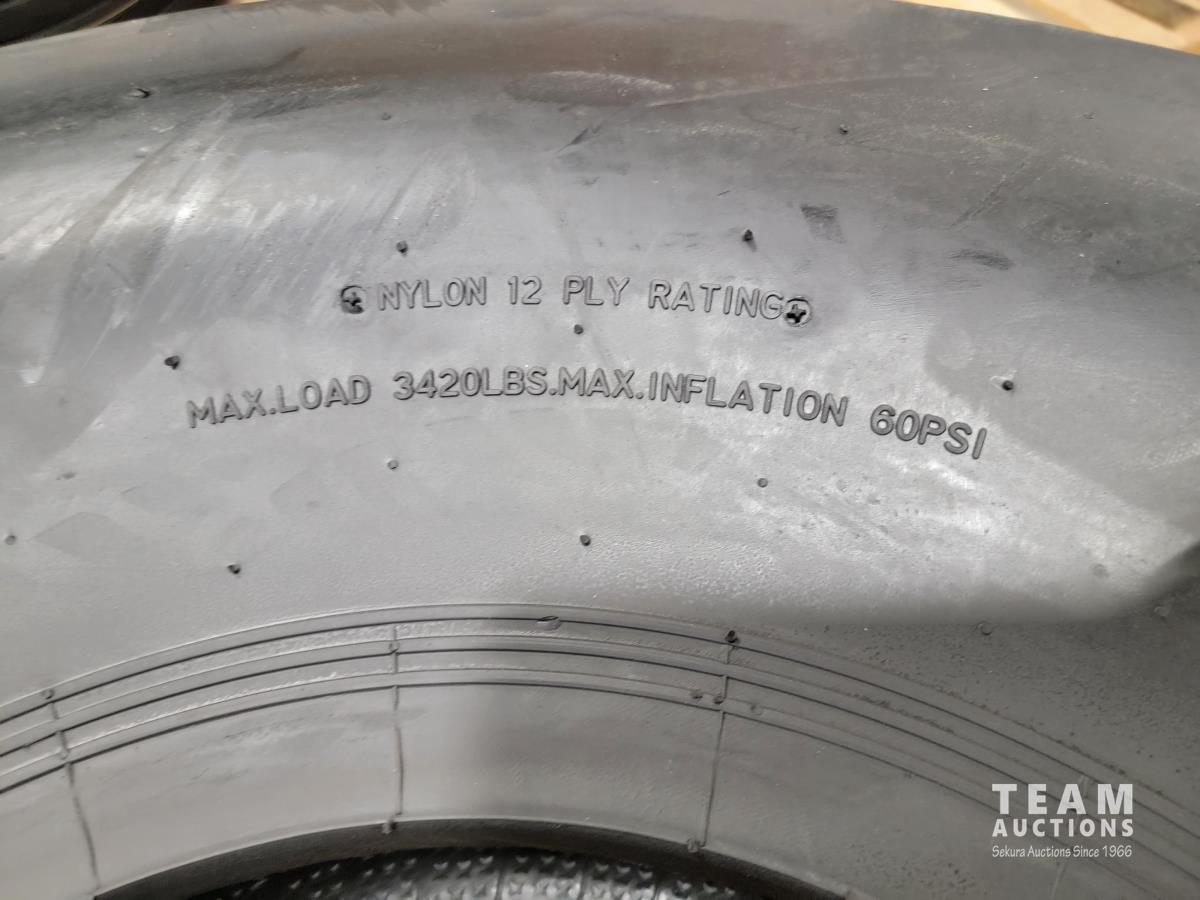 NYLON 12 PLY RATING
MAX.LOAD 3420LBS.MAX.INFLATION 60PSI
TEAM
AUCTIONS
Sekura Auctions Since 1966